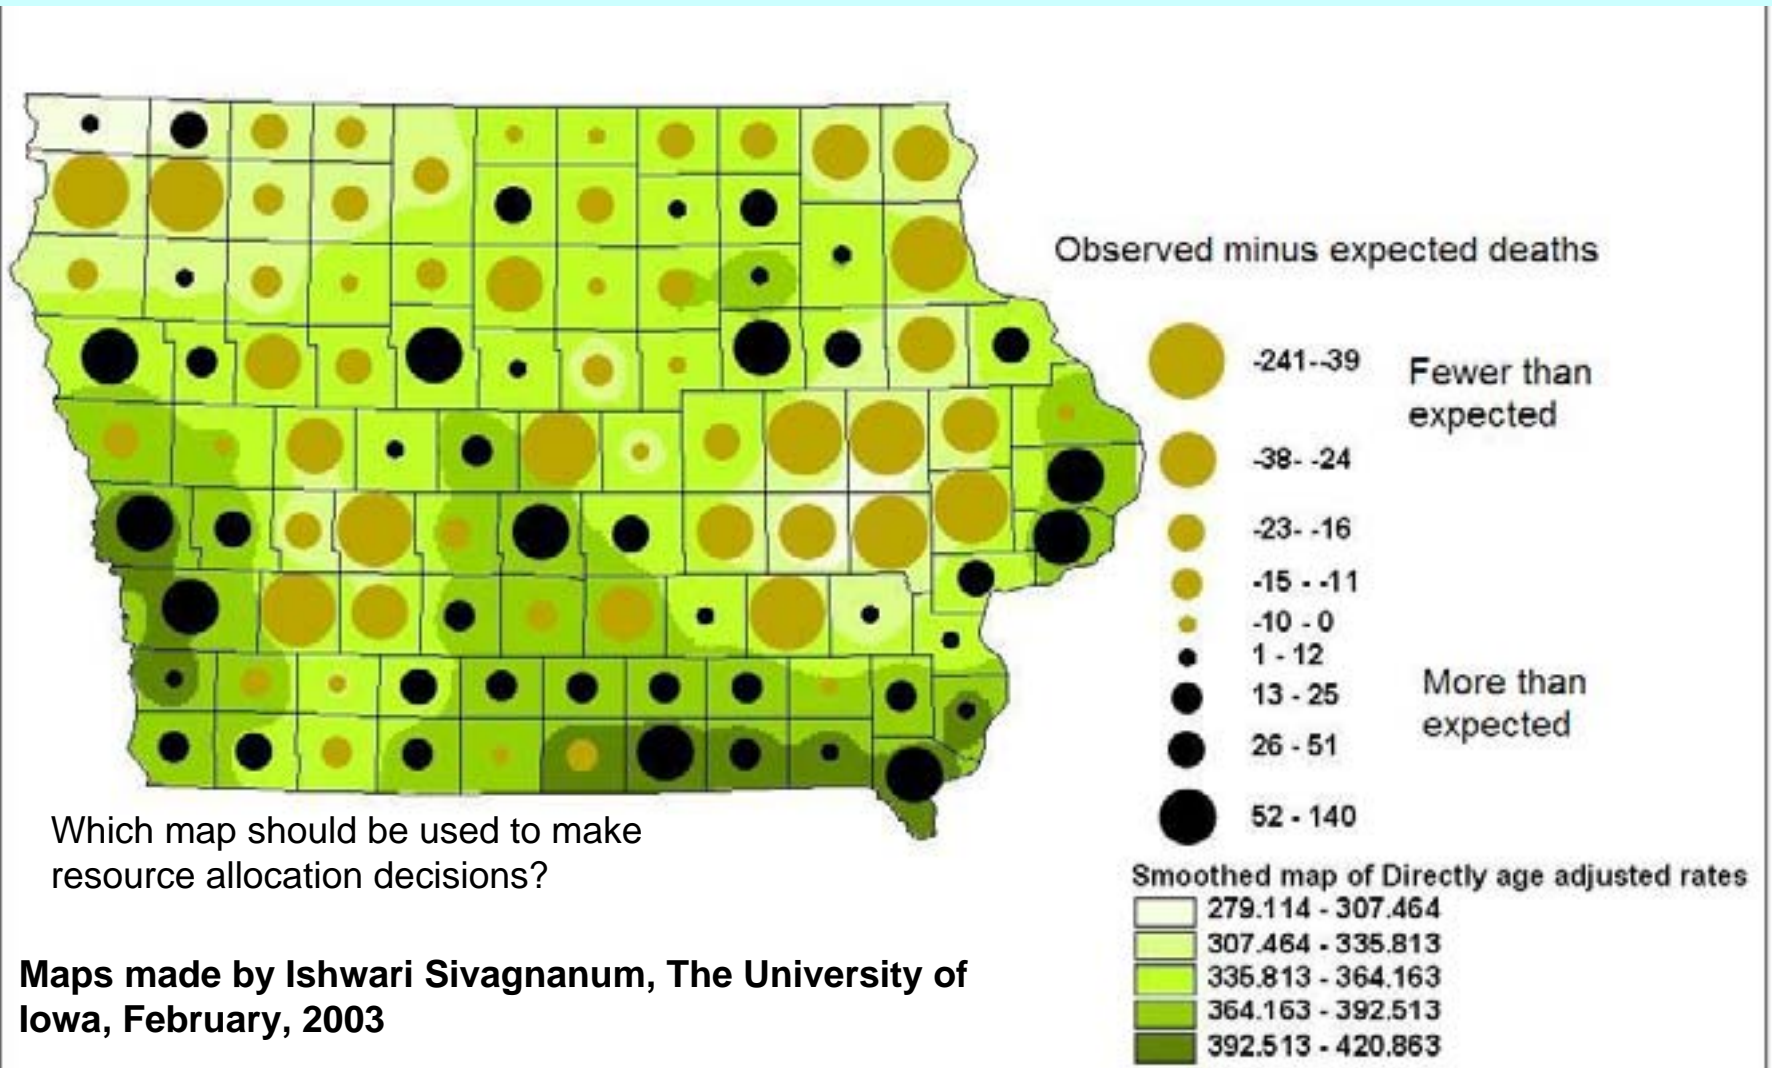 Observed minus expected deaths
-241--39
Fewer than
expected
-38- -24
-23- -16
-15 - -11
-10 - 0
1 - 12
More than
expected
13 - 25
26 - 51
52 - 140
Which map should be used to make
resource allocation decisions?
Smoothed map of Directly age adjusted rates
279.114 - 307.464
307.464 - 335.813
335.813 - 364.163
364.163 - 392.513
392.513 - 420.863
Maps made by Ishwari Sivagnanum, The University of
Iowa, February, 2003